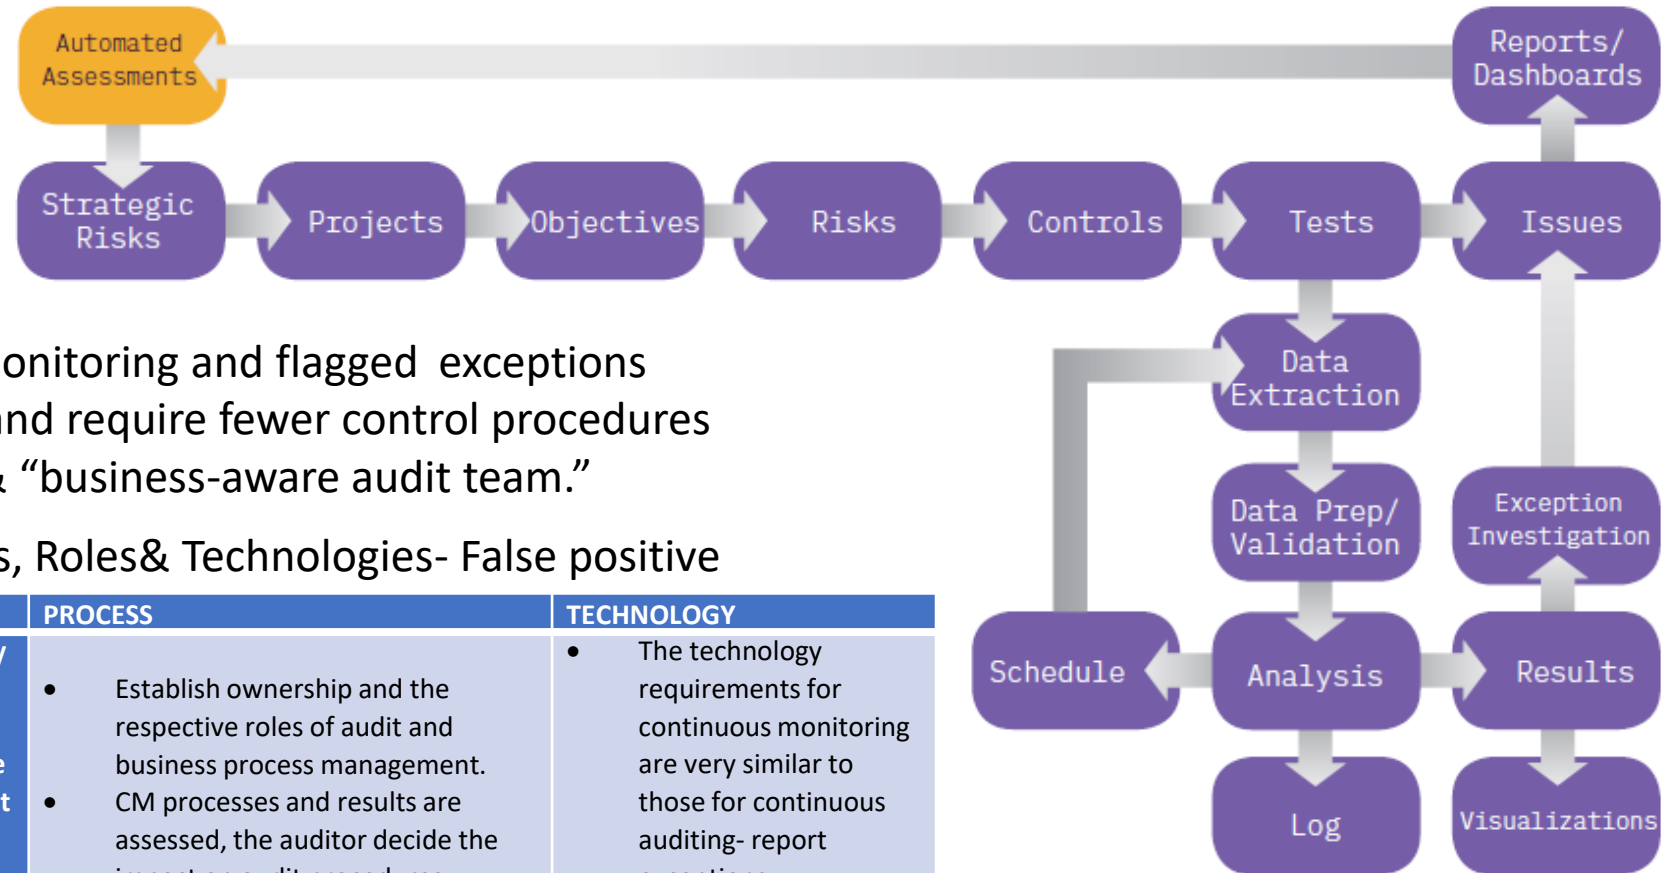 Automated
Assessments
Reports/
Dashboards
Strategic
Risks
Projects
Objectives
Risks
Controls
Tests
Issues
onitoring and flagged exceptions
and require fewer control procedures
& “business-aware audit team.”
s, Roles& Technologies- False positive
Data
Extraction
Data Prep/
Validation
Exception
Investigation
Schedule
Analysis
Results
Log
Visualizations
PROCESS
TECHNOLOGY
y
e
t
• Establish ownership and the
respective roles of audit and
business process management.
• CM processes and results are
assessed, the auditor decide the
• The technology
requirements for
continuous monitoring
are very similar to
those for continuous
auditing- report